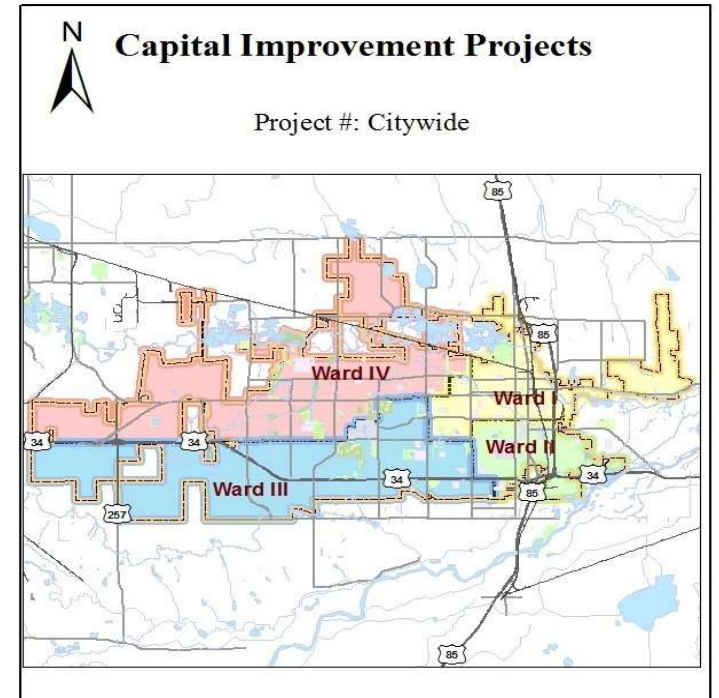 N
Capital Improvement Projects
Project #: Citywide
85
85
Ward IV
Ward I
34
34
Ward II
34
34
Ward III
85
257
85